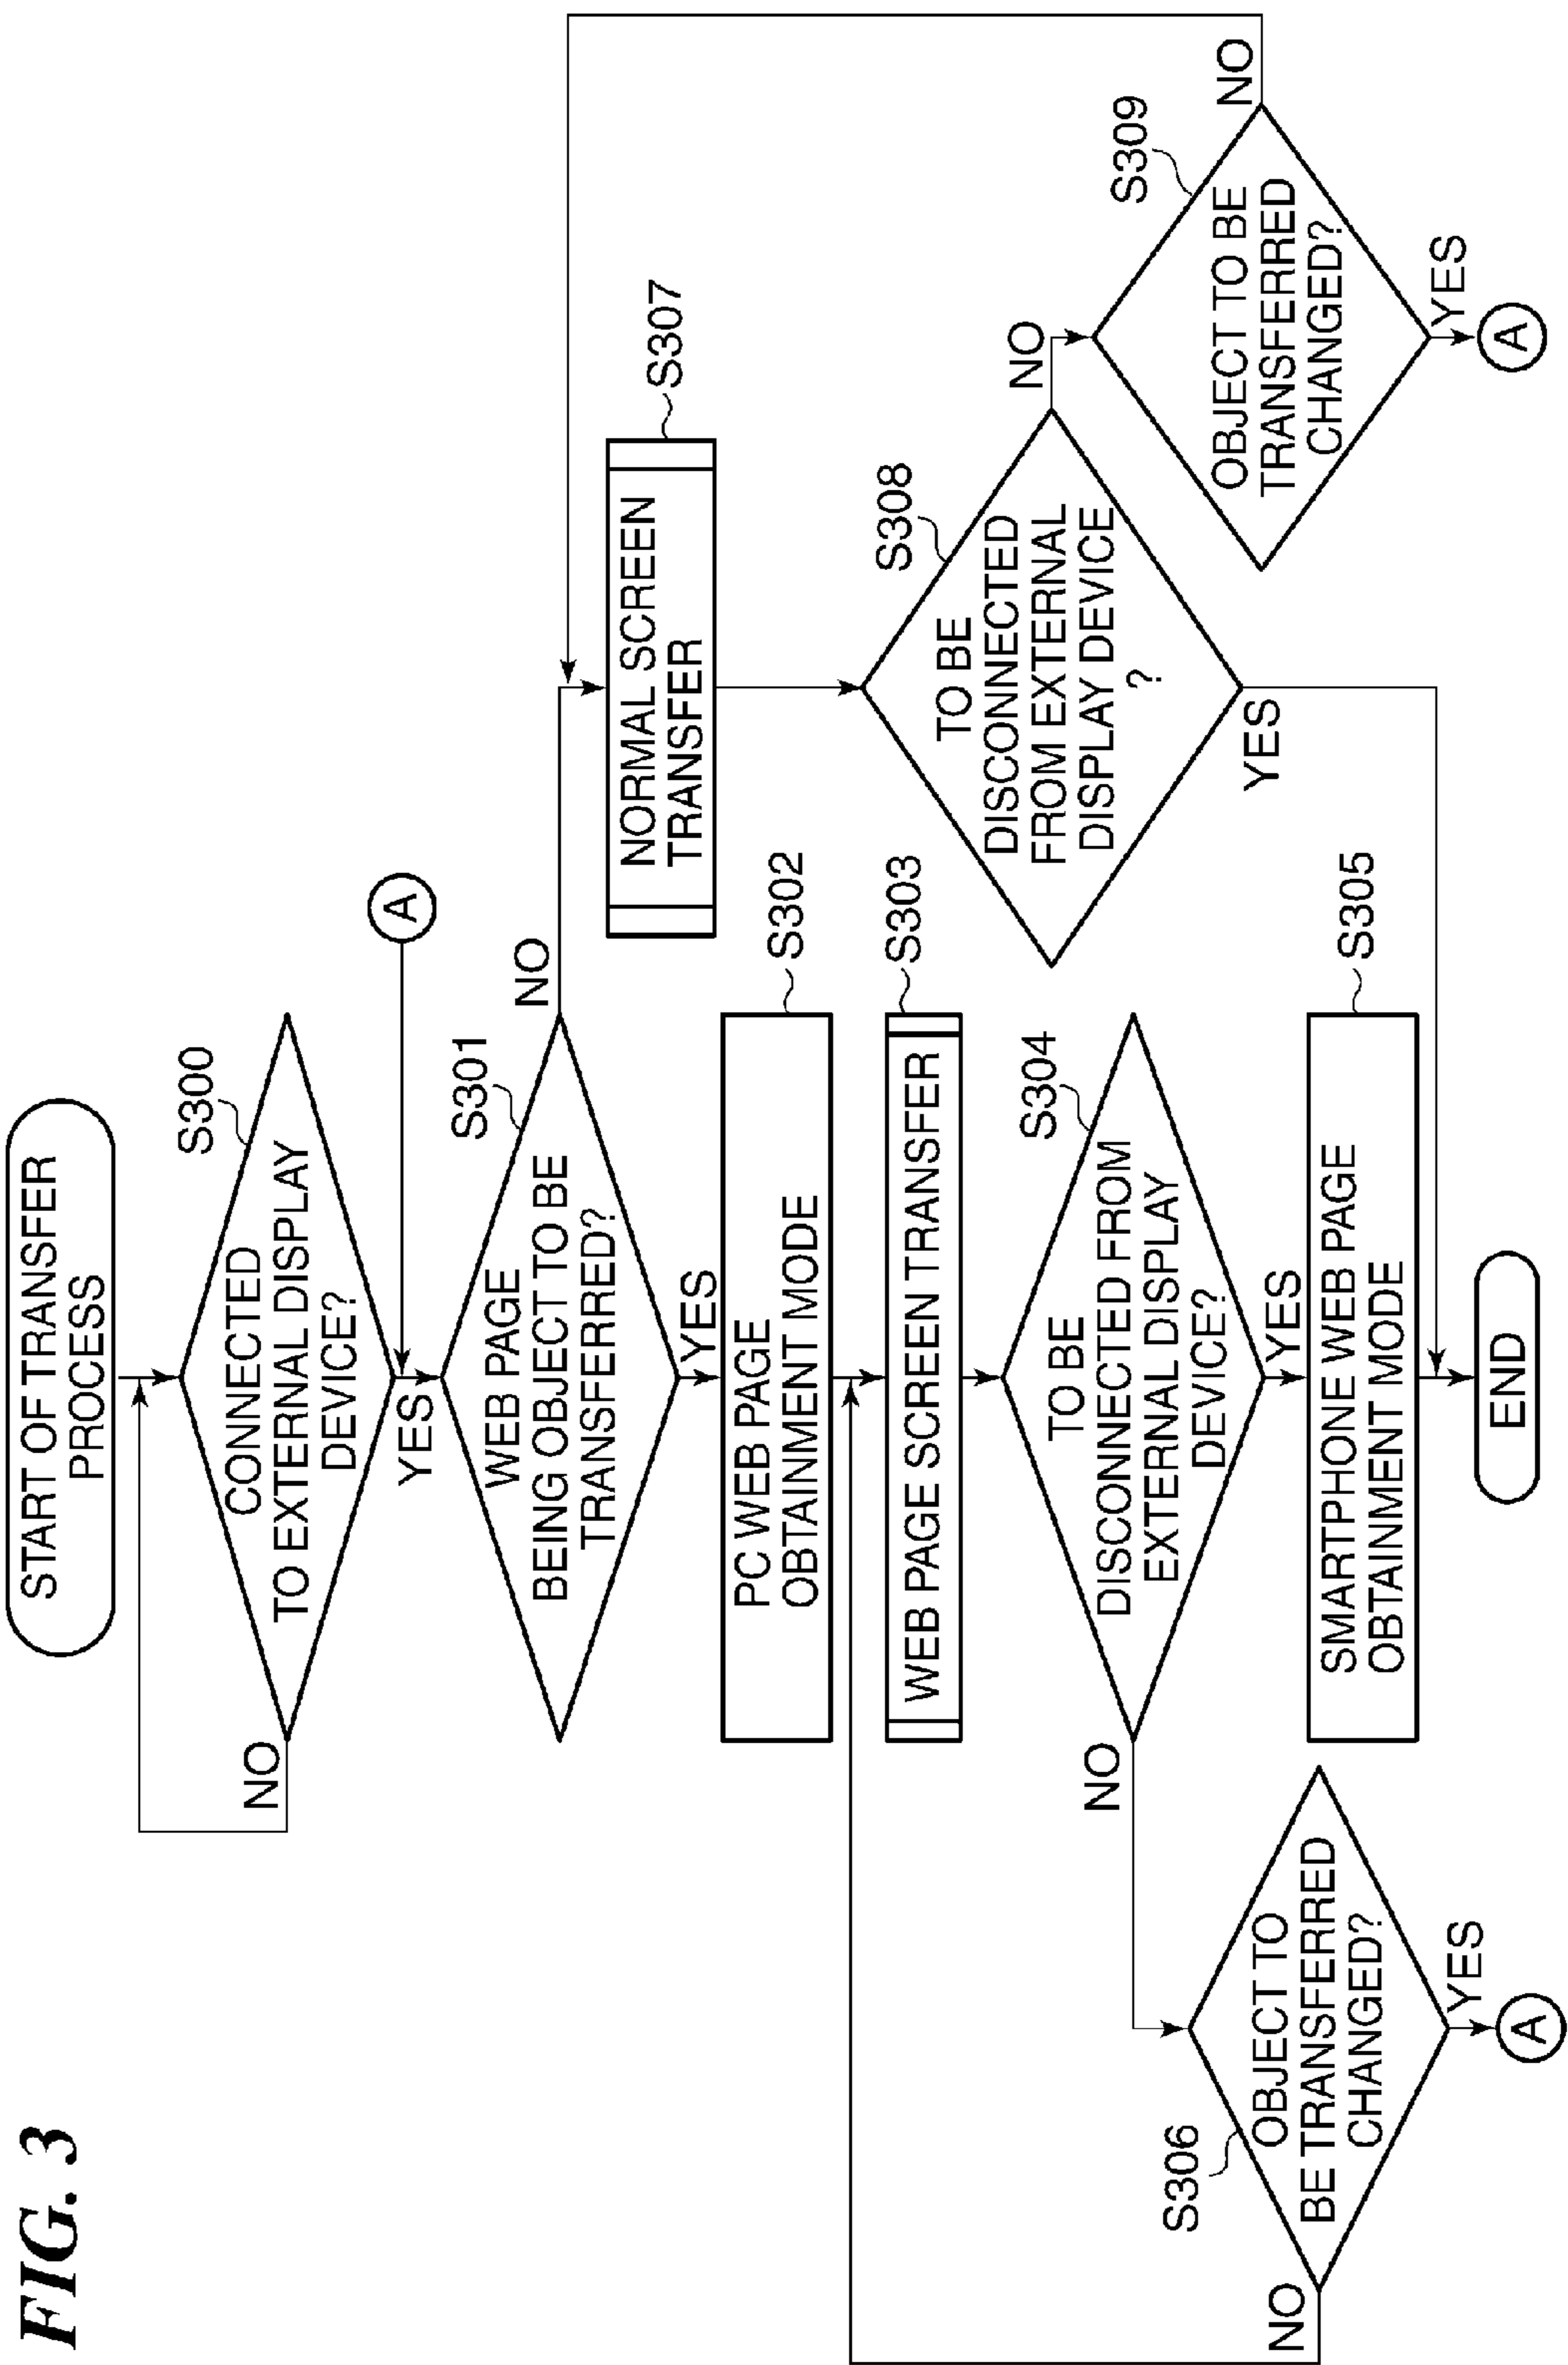 FIG. 3
START OF TRANSFER
PROCESS
S300
CONNECTED
TO EXTERNAL DISPLAY
DEVICE?
NO
YES
A
S301
WEB PAGE
BEING OBJECT TO BE
TRANSFERRED?
NO
YES
S302
PC WEB PAGE
OBTAINMENT MODE
S303
WEB PAGE SCREEN TRANSFER
S304
TO BE
DISCONNECTED FROM
EXTERNAL DISPLAY
DEVICE?
NO
YES
S305
SMARTPHONE WEB PAGE
OBTAINMENT MODE
END
S306
OBJECT TO
BE TRANSFERRED
CHANGED?
NO
YES
A
S307
NORMAL SCREEN
TRANSFER
S308
TO BE
DISCONNECTED
FROM EXTERNAL
DISPLAY DEVICE
?
NO
YES
S309
OBJECT TO BE
TRANSFERRED
CHANGED?
NO
YES
A